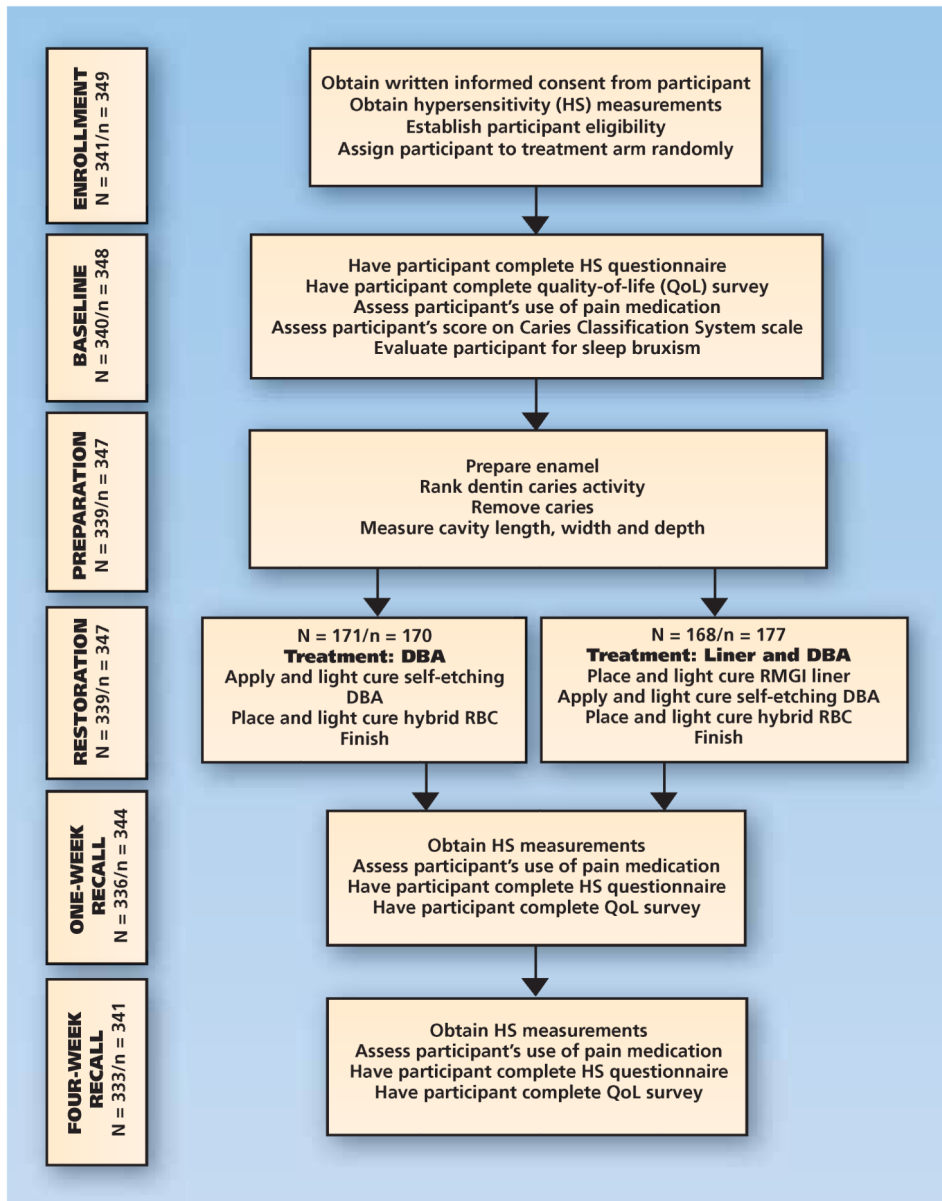 ENROLLMENT
N = 341/n = 349
Obtain written informed consent from participant
Obtain hypersensitivity (HS) measurements
Establish participant eligibility
Assign participant to treatment arm randomly
BASELINE
N = 340/n = 348
Have participant complete HS questionnaire
Have participant complete quality-of-life (QoL) survey
Assess participant’s use of pain medication
Assess participant’s score on Caries Classification System scale
Evaluate participant for sleep bruxism
PREPARATION
N = 339/n = 347
Prepare enamel
Rank dentin caries activity
Remove caries
Measure cavity length, width and depth
RESTORATION
N = 339/n = 347
N = 171/n = 170
Treatment: DBA
Apply and light cure self-etching
DBA
Place and light cure hybrid RBC
Finish
N = 168/n = 177
Treatment: Liner and DBA
Place and light cure RMGI liner
Apply and light cure self-etching DBA
Place and light cure hybrid RBC
Finish
ONE-WEEK
RECALL
N = 336/n = 344
Obtain HS measurements
Assess participant’s use of pain medication
Have participant complete HS questionnaire
Have participant complete QoL survey
FOUR-WEEK
RECALL
N = 333/n = 341
Obtain HS measurements
Assess participant’s use of pain medication
Have participant complete HS questionnaire
Have participant complete QoL survey